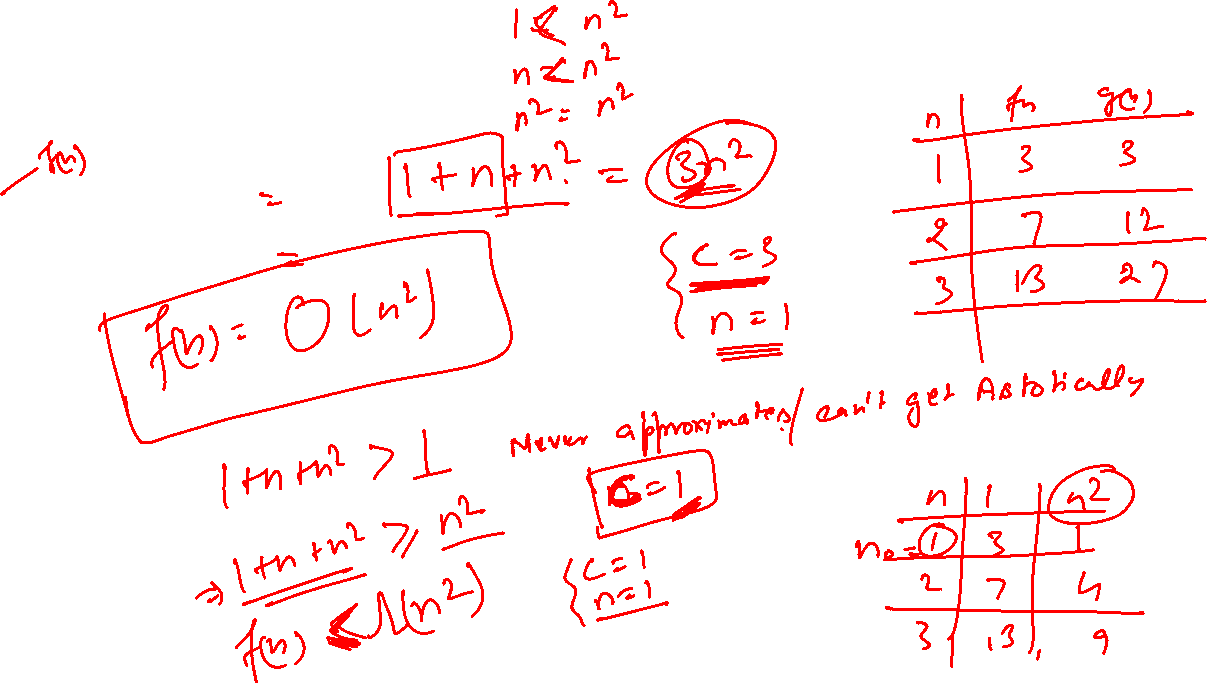 1 < n²
n < n²
n² = n²
f(n)
= 1 + n + n² = 3n²
=
f(n) = O(n²)
{ c = 3
n = 1
n fn g(n)
1 3 3
2 7 12
3 13 27
Never approximates/can't get Astotically
1+n+n² > 1
c = 1
⇒ 1+n+n² ≥ n²
{ c = 1
n = 1
f(n) ≤ Ω(n²)
n 1 n²
n₀ = 1 3 1
2 7 4
3 13 9